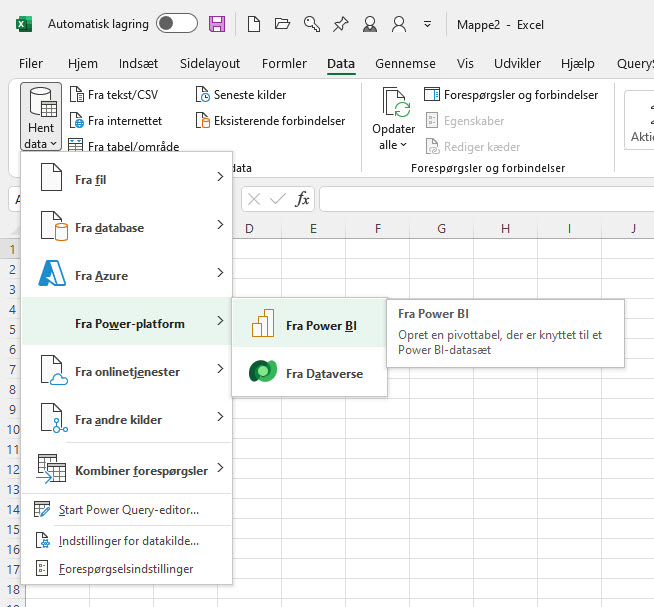 Automatisk lagring
Mappe2 - Excel
Filer Hjem Indsæt Sidelayout Formler Data Gennemse Vis Udvikler Hjælp
Hent
data
Fra tekst/CSV
Fra internettet
Fra tabel/område
Seneste kilder
Eksisterende forbindelser
data
Opdater
alle
Forespørgsler og forbindelser
Egenskaber
Rediger kæder
Forespørgsler og forbindelser
fx
D E F G H I J
1
2
3
4
5
6
7
8
9
10
11
12
13
14
15
16
17
18
Fra fil
Fra database
Fra Azure
Fra Power-platform
Fra onlinetjenester
Fra andre kilder
Kombiner forespørgsler
Start Power Query-editor...
Indstillinger for datakilde...
Forespørgselsindstillinger
Fra Power BI
Fra Dataverse
Fra Power BI
Opret en pivottabel, der er knyttet til et
Power BI-datasæt